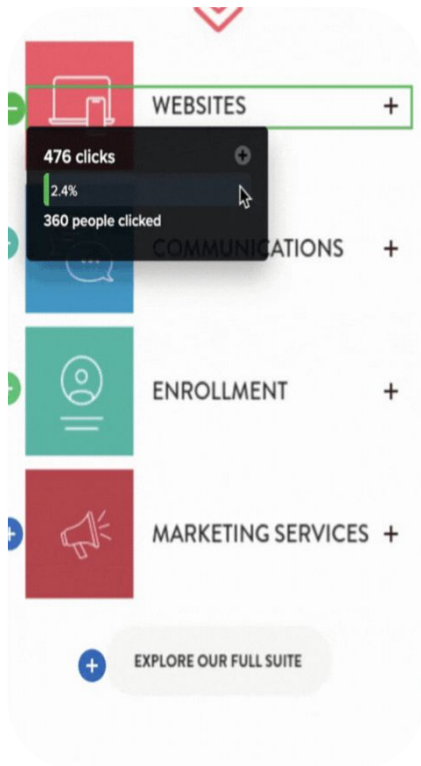 WEBSITES +
476 clicks
2.4%
360 people clicked
COMMUNICATIONS +
ENROLLMENT +
MARKETING SERVICES +
EXPLORE OUR FULL SUITE